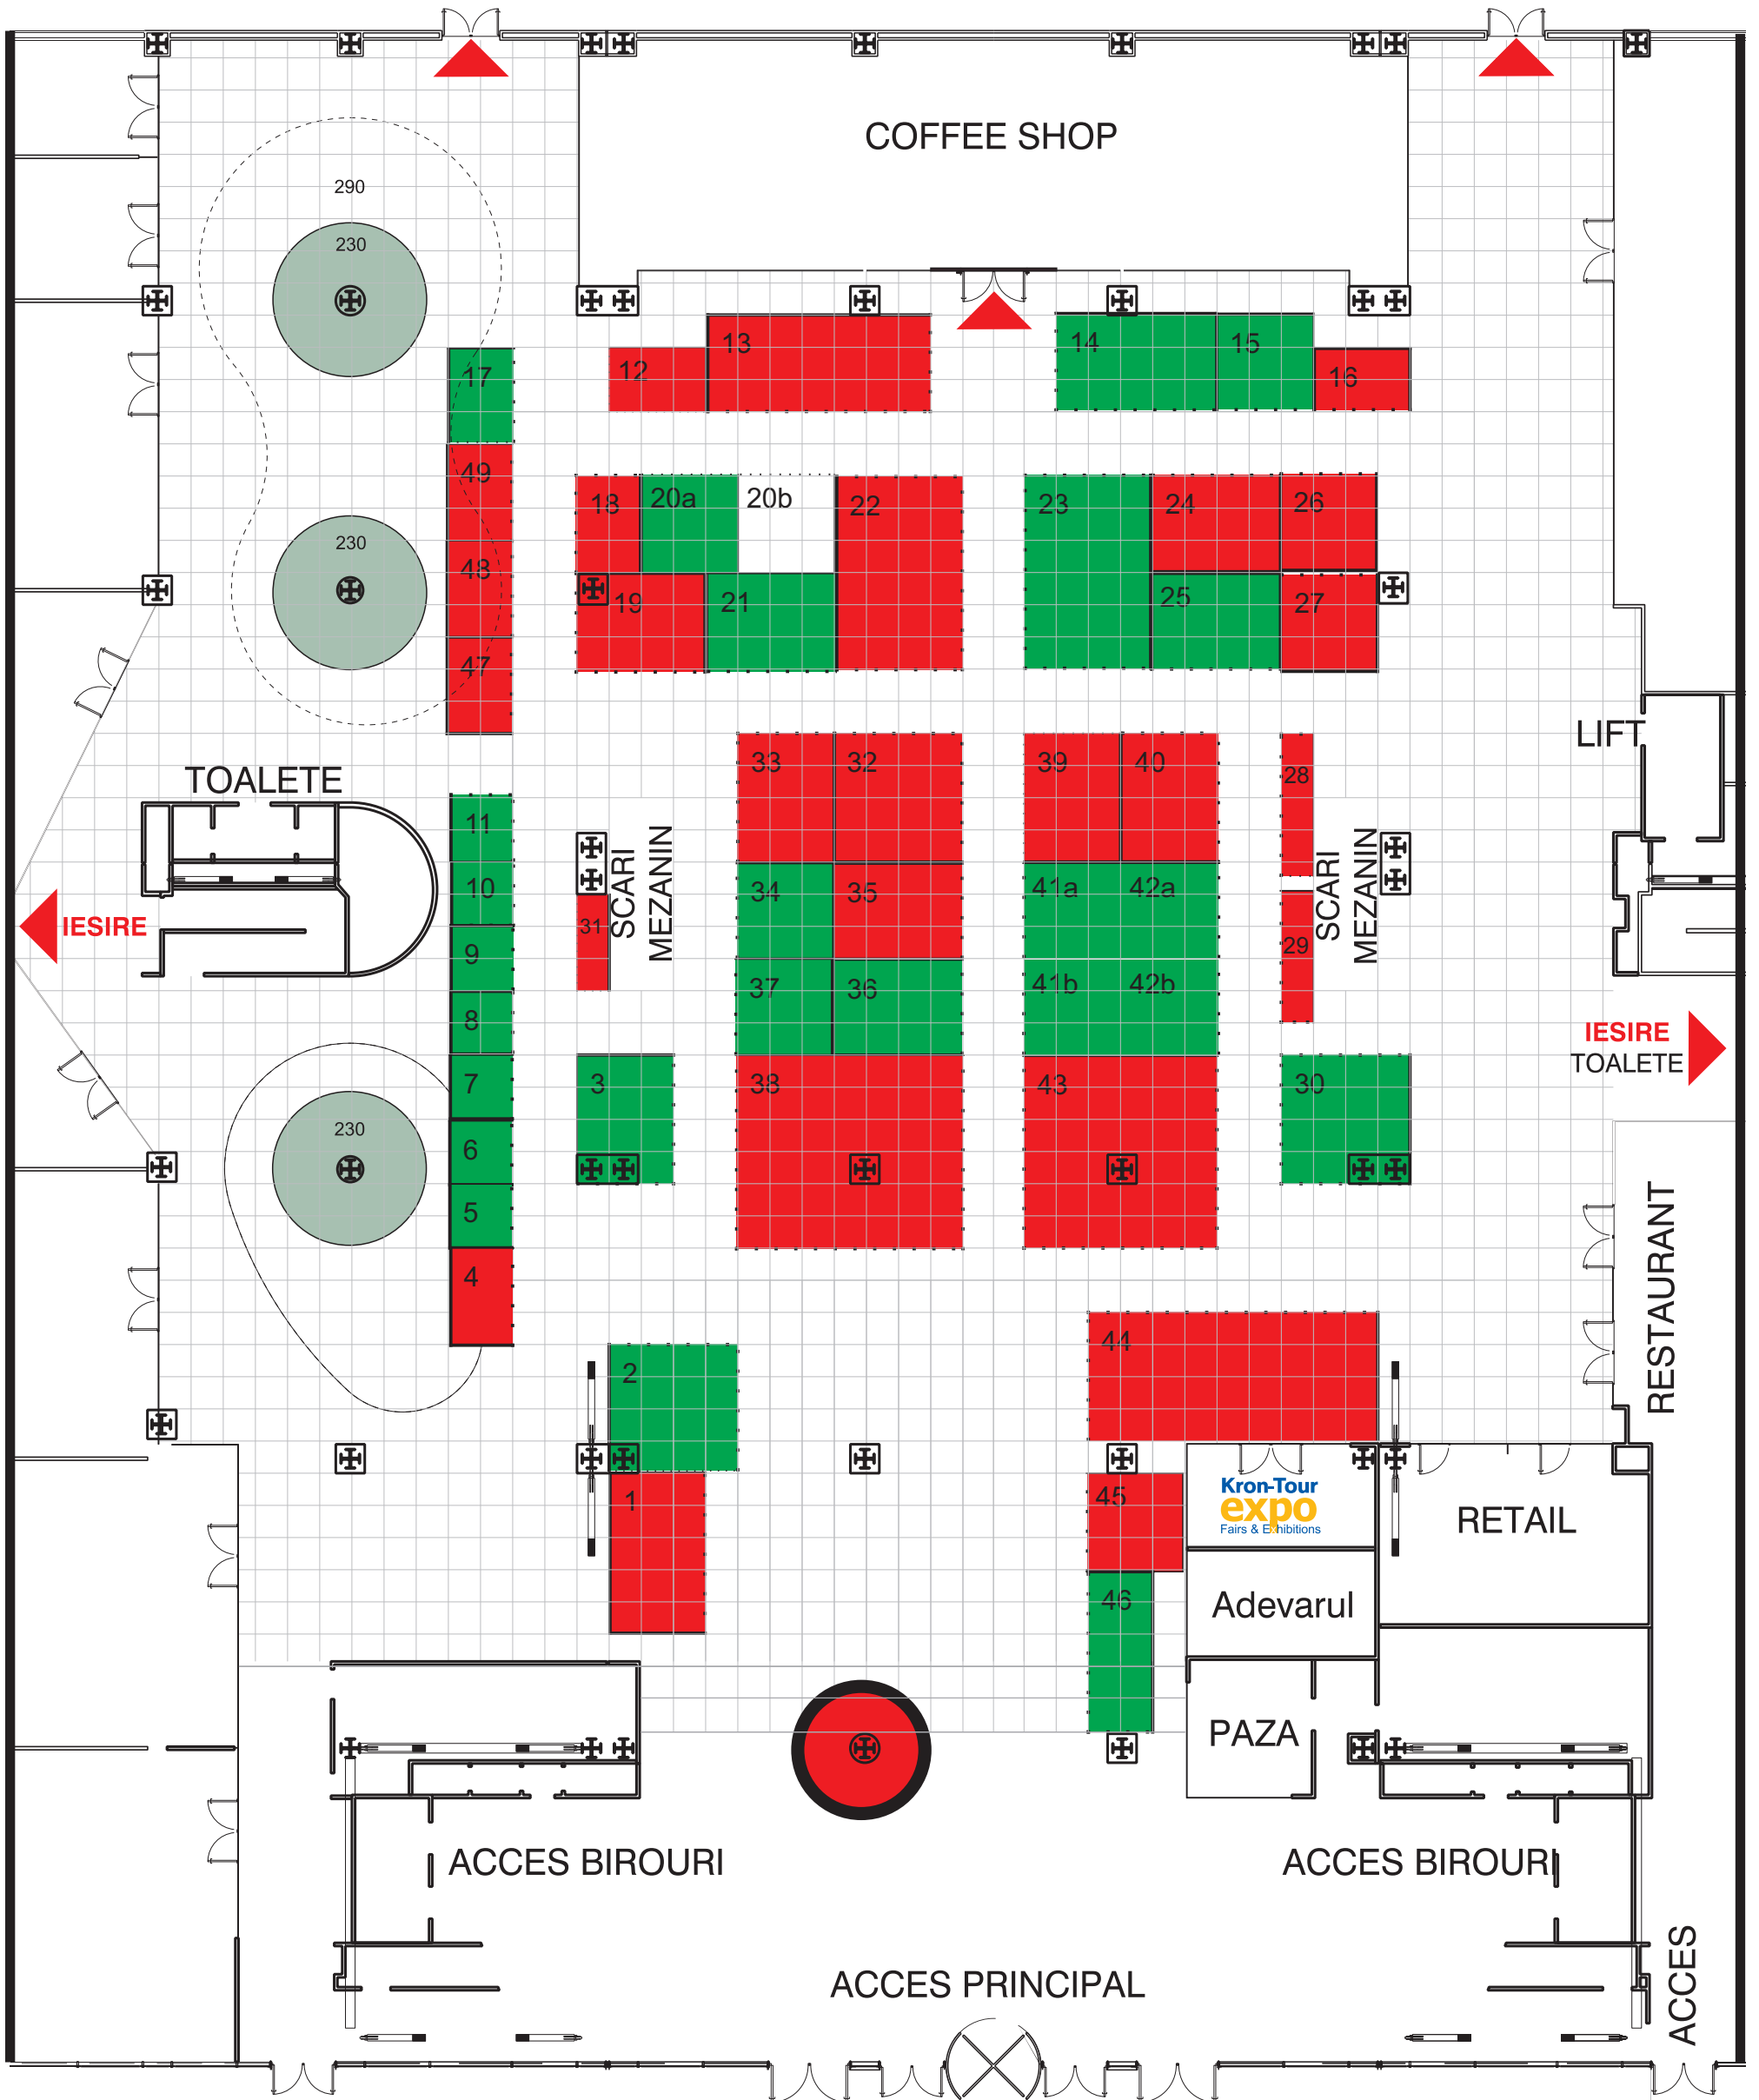 COFFEE SHOP
290
230
13
14
15
12
16
17
49
18
20a
20b
22
23
24
26
230
48
19
21
25
27
47
LIFT
33
32
39
40
28
TOALETE
11
SCARI
MEZANIN
10
34
35
41a
42a
SCARI
MEZANIN
IESIRE
31
9
29
37
36
41b
42b
8
IESIRE
TOALETE
7
3
38
43
30
230
6
5
4
RESTAURANT
44
2
1
45
Kron-Tour
expo
Fairs & Exhibitions
RETAIL
46
Adevarul
PAZA
ACCES BIROURI
ACCES BIROURI
ACCES PRINCIPAL
ACCES